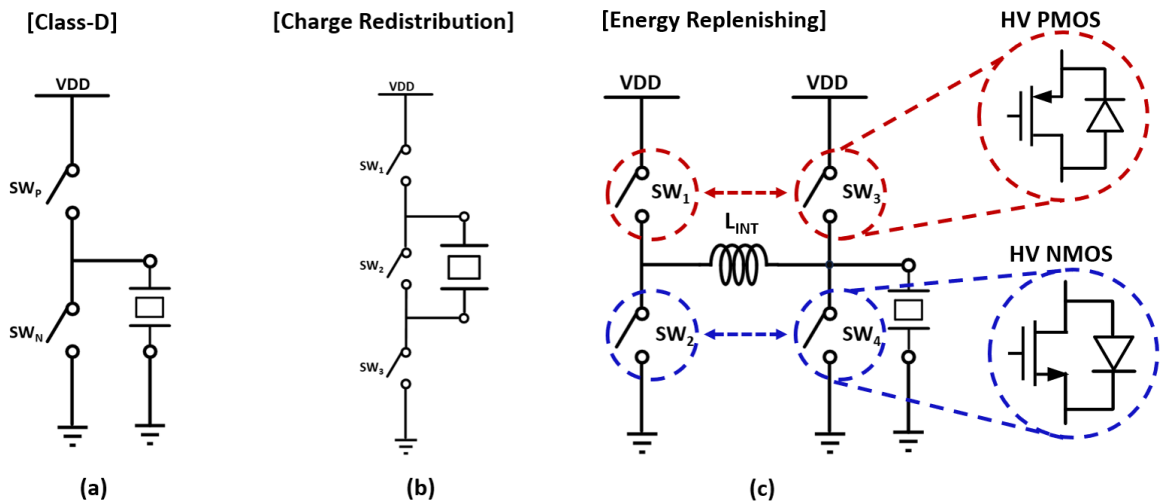 [Class-D]
[Charge Redistribution]
[Energy Replenishing]
HV PMOS
VDD
VDD
VDD
VDD
SWP
SW1
SW1
SW3
LINT
SW2
HV NMOS
SWN
SW2
SW4
SW3
(a)
(b)
(c)